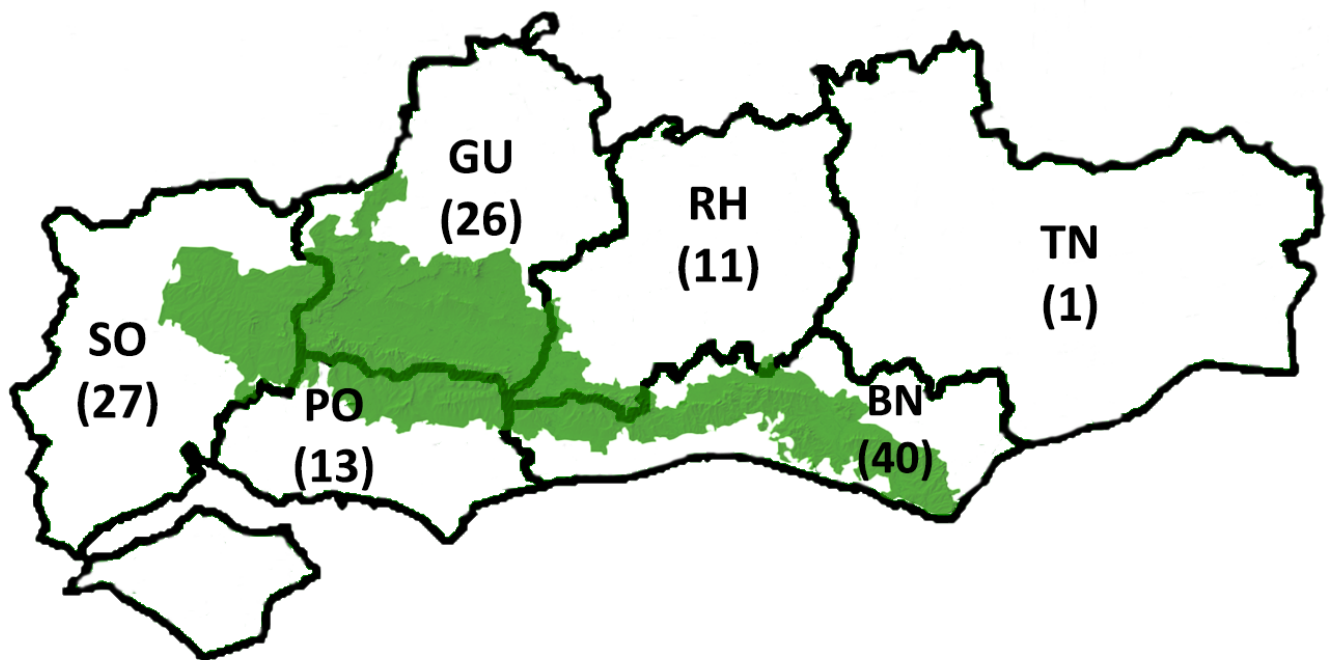 GU
(26)
RH
(11)
TN
(1)
SO
(27)
PO
(13)
BN
(40)